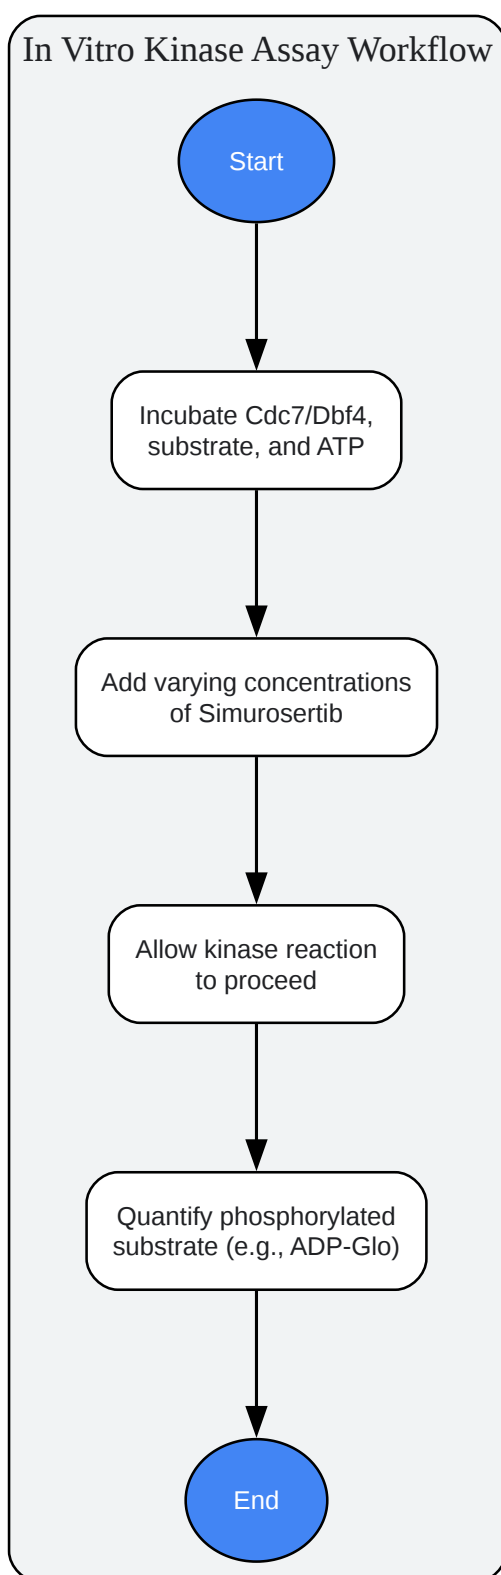 In Vitro Kinase Assay Workflow
Start
Incubate Cdc7/Dbf4,
substrate, and ATP
Add varying concentrations
of Simurosertib
Allow kinase reaction
to proceed
Quantify phosphorylated
substrate (e.g., ADP-Glo)
End